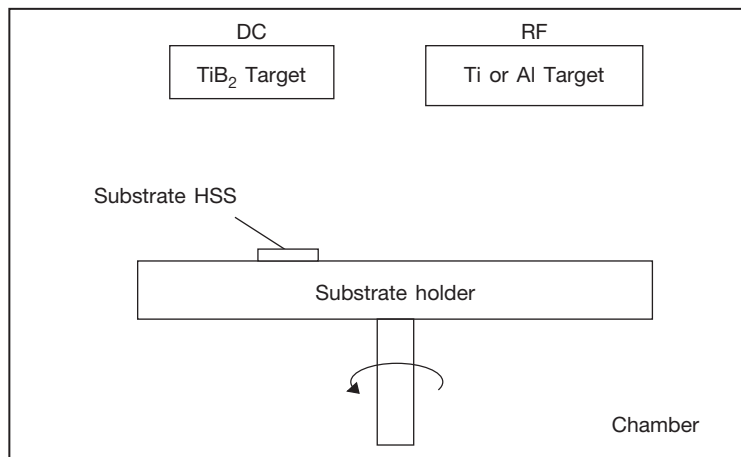 DC
RF
TiB₂ Target
Ti or Al Target
Substrate HSS
Substrate holder
Chamber